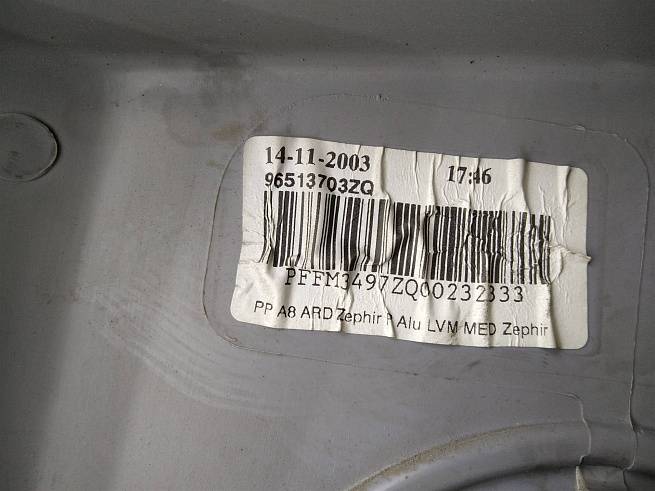 14-11-2003 17:46
96513703ZQ
PFFM3497ZQ00232333
PP A8 ARD Zephir Alu LVM MED Zephir